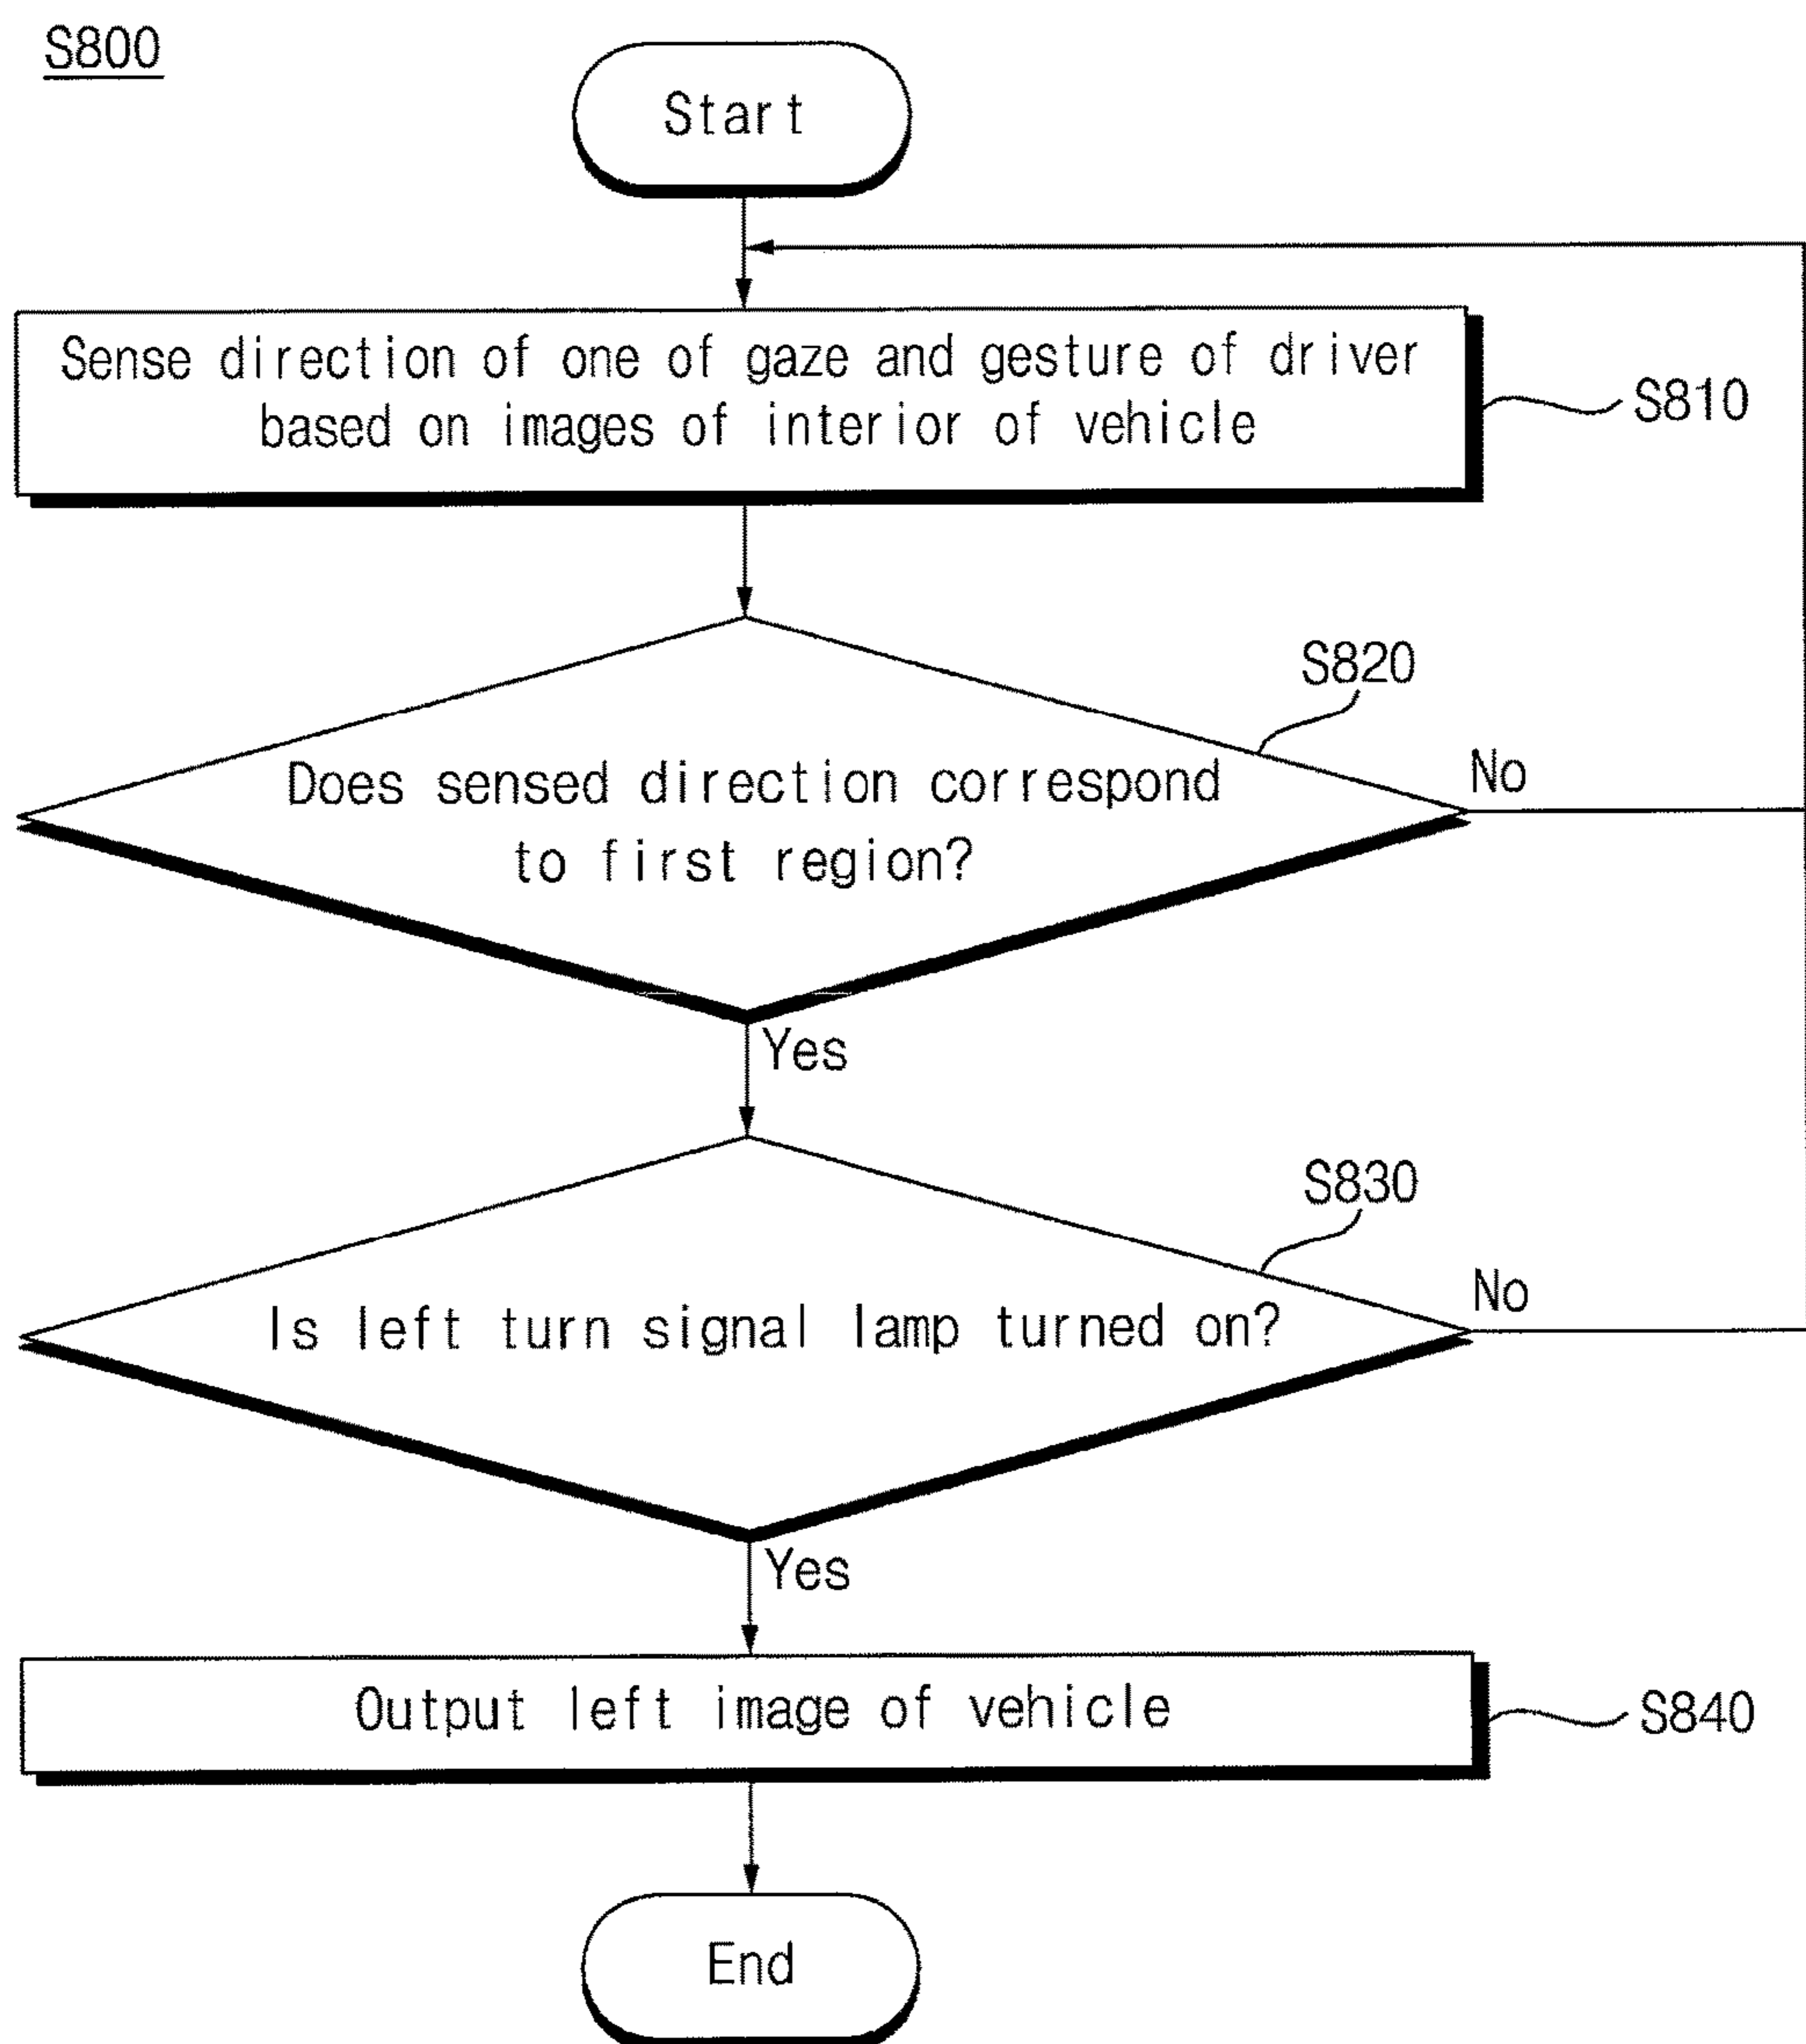 S800
Start
Sense direction of one of gaze and gesture of driver
based on images of interior of vehicle
S810
S820
Does sensed direction correspond
to first region?
No
Yes
S830
Is left turn signal lamp turned on?
No
Yes
Output left image of vehicle
S840
End